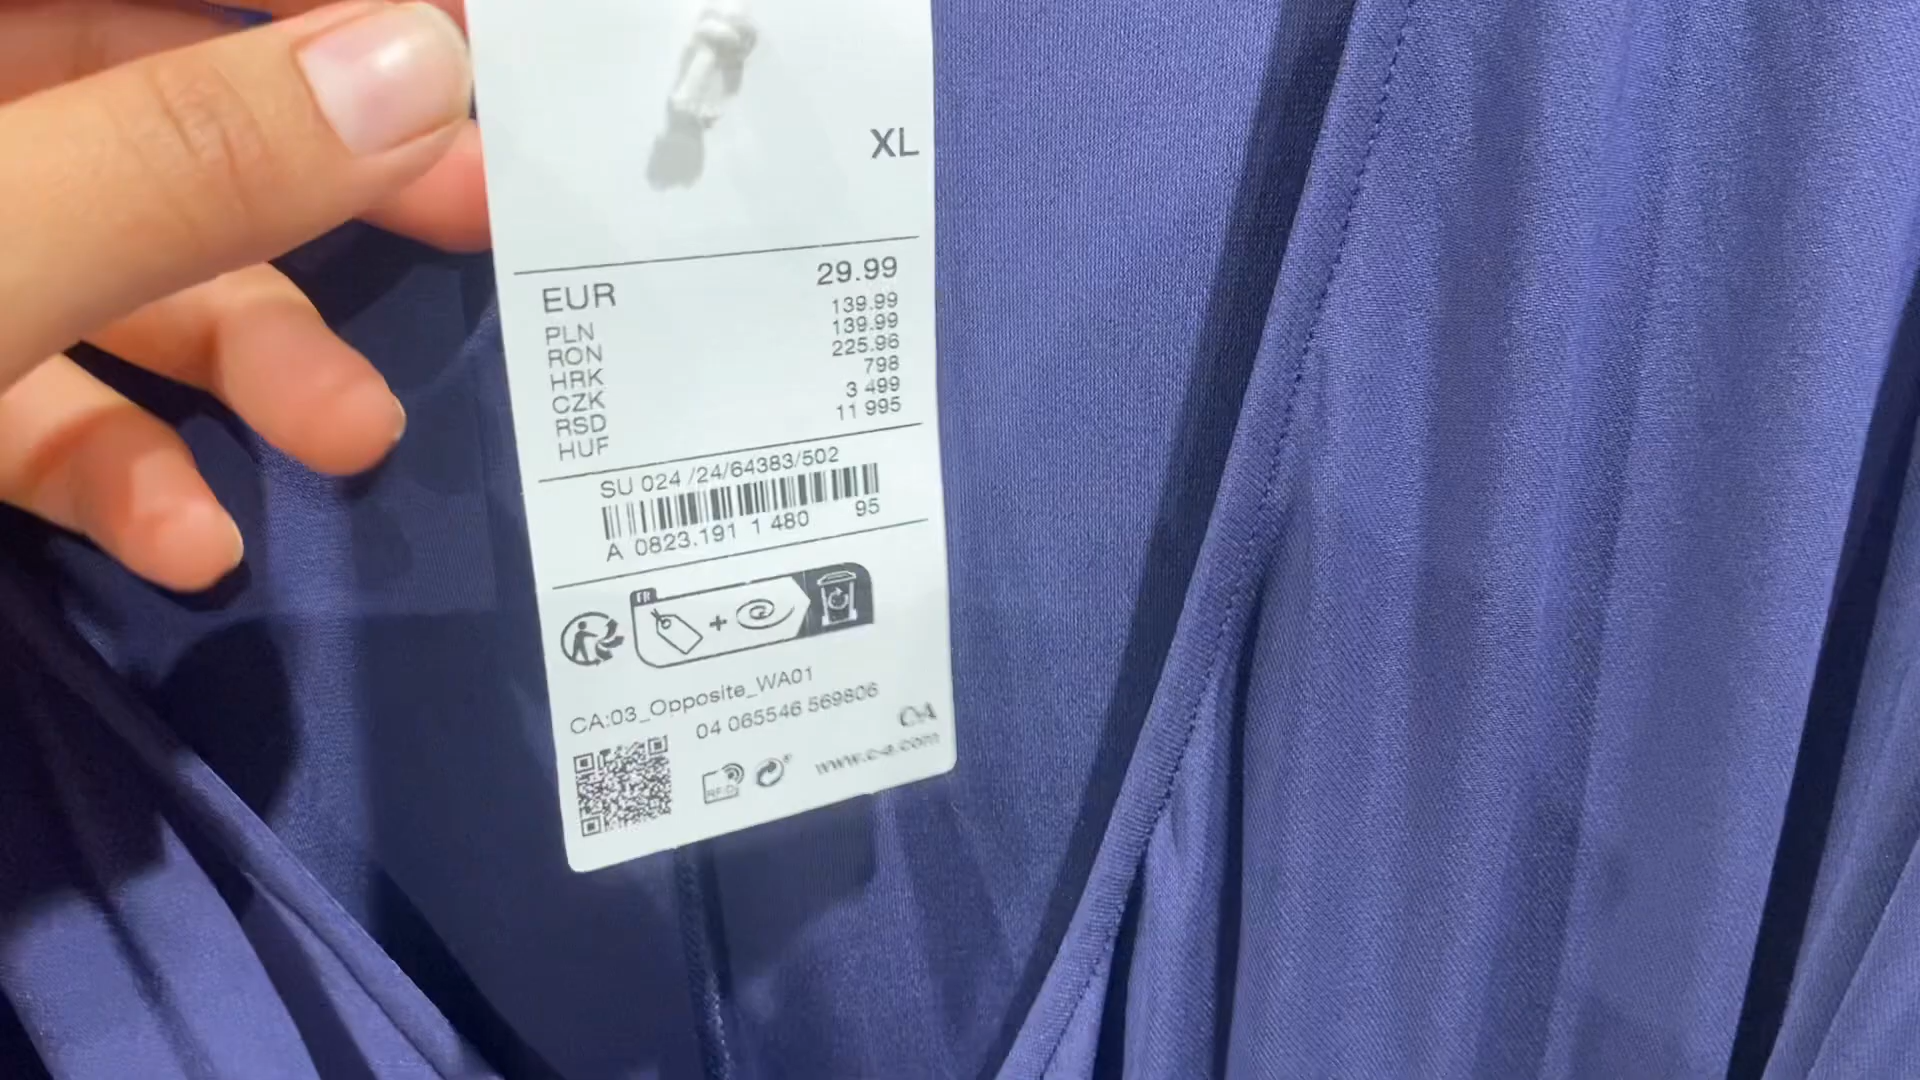 XL
EUR 29.99
PLN 139.99
RON 139.99
HRK 225.96
CZK 798
RSD 3 499
HUF 11 995
SU 024 /24/64383/502
A 0823.191 1 480 95
FR
CA:03_Opposite_WA01
04 065546 569806
C&A
RFID
www.c-a.com